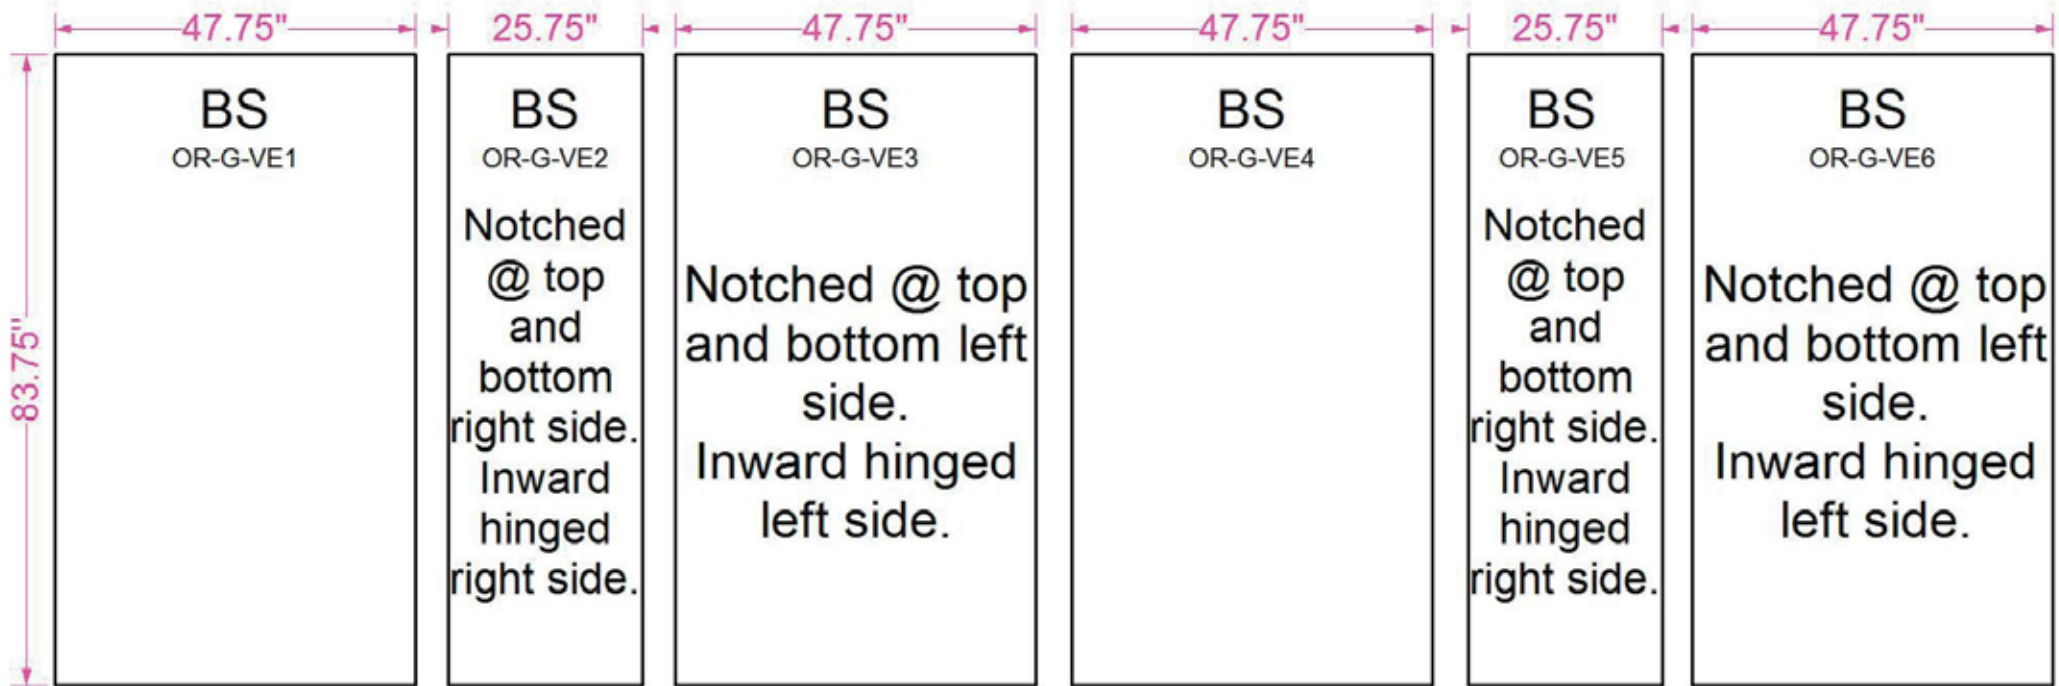 47.75"
25.75"
47.75"
47.75"
25.75"
47.75"
83.75"
BS
OR-G-VE1
BS
OR-G-VE2
Notched
@ top
and
bottom
right side.
Inward
hinged
right side.
BS
OR-G-VE3
Notched @ top
and bottom left
side.
Inward hinged
left side.
BS
OR-G-VE4
BS
OR-G-VE5
Notched
@ top
and
bottom
right side.
Inward
hinged
right side.
BS
OR-G-VE6
Notched @ top
and bottom left
side.
Inward hinged
left side.